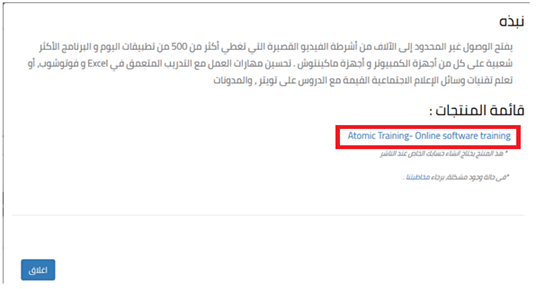 نبذه
يفتح الوصول غير المحدود إلى الآلاف من أشرطة الفيديو القصيرة التي تغطي أكثر من 500 من تطبيقات اليوم و البرنامج الأكثر
شعبية على كل من أجهزة الكمبيوتر و أجهزة ماكينتوش . تحسين مهارات العمل مع التدريب المتعمق في Excel و فوتوشوب، أو
تعلم تقنيات وسائل الإعلام الاجتماعية القيمة مع الدروس على تويتر , والمدونات
قائمة المنتجات :
Atomic Training- Online software training
* هذ المنتج يحتاج انشاء حسابك الخاص عند الناشر
*في حالة وجود مشكلة، برجاء مخاطبتنا .
اغلاق